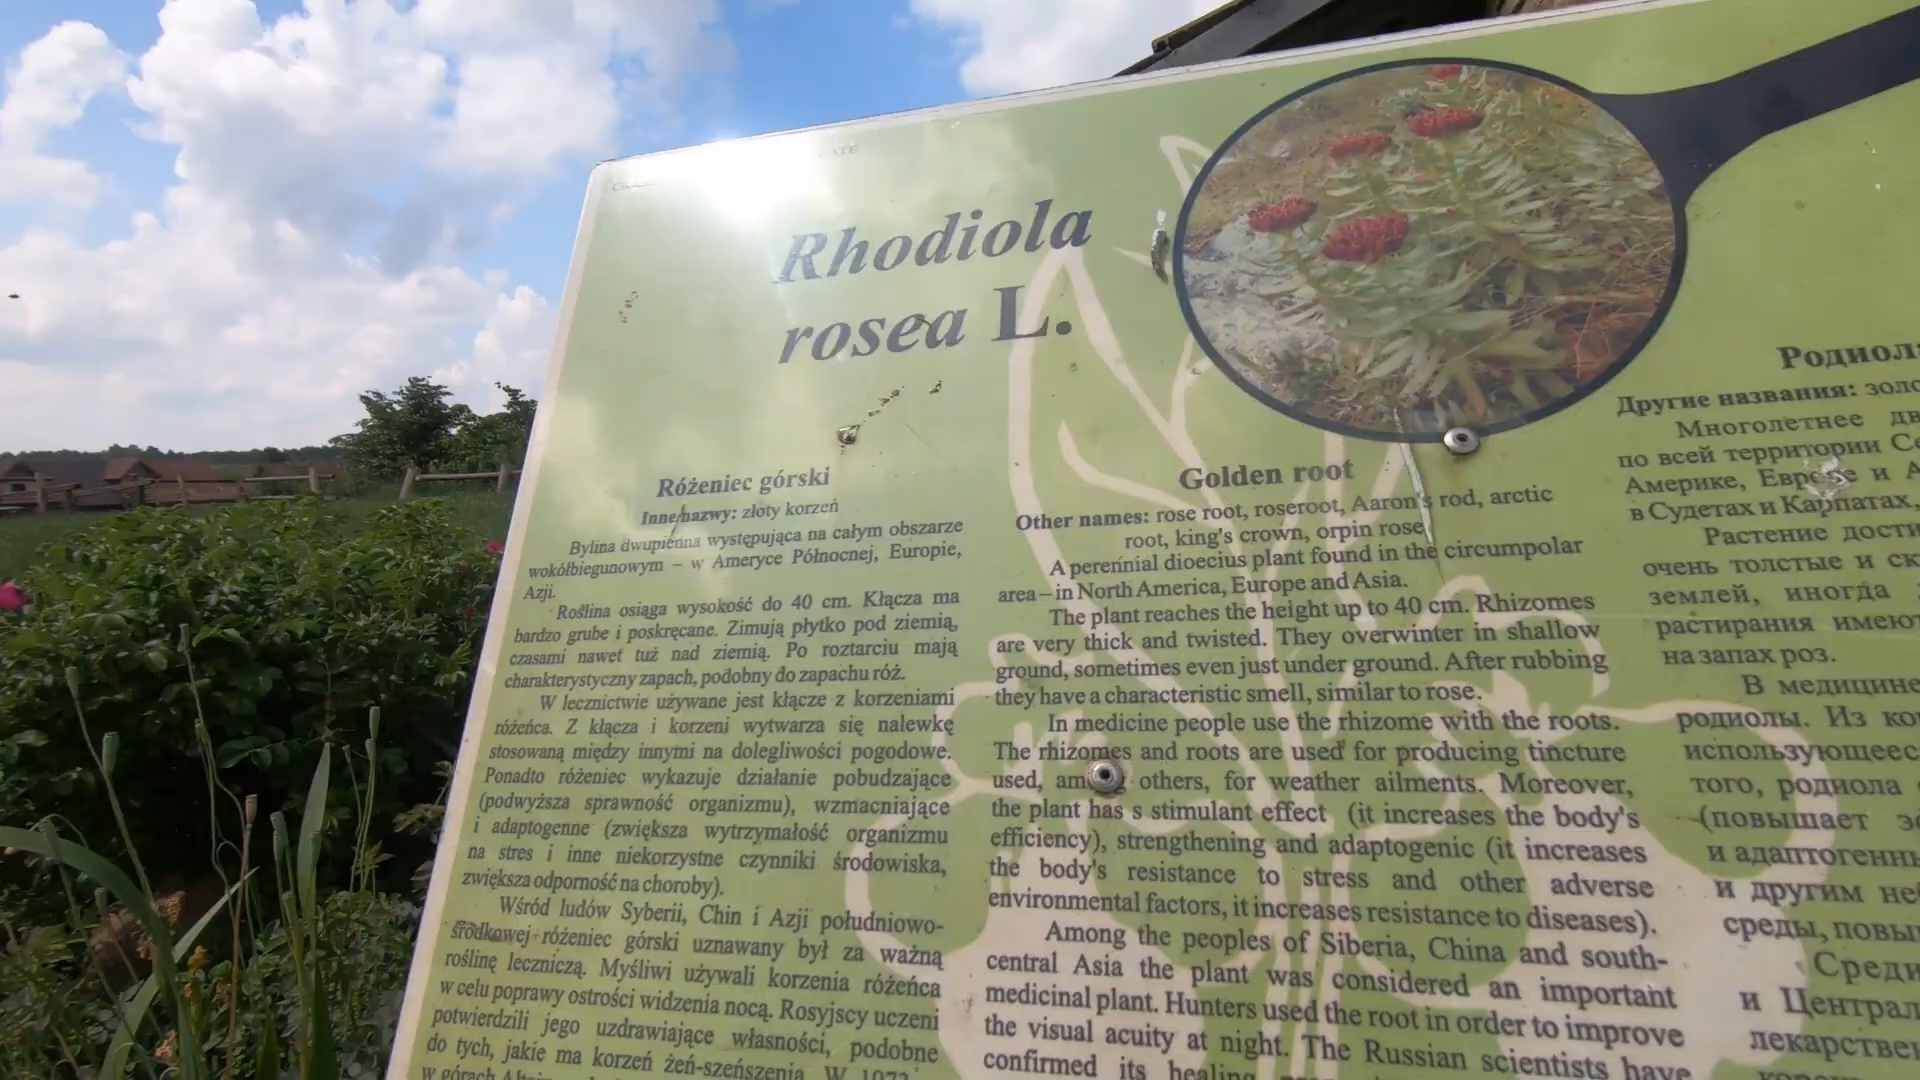 Rhodiola
rosea L.
Różeniec górski
Inne nazwy: złoty korzeń
Bylina dwupienna występująca na całym obszarze
wokółbiegunowym – w Ameryce Północnej, Europie,
Azji.
Roślina osiąga wysokość do 40 cm. Kłącza ma
bardzo grube i poskręcane. Zimują płytko pod ziemią,
czasami nawet tuż nad ziemią. Po roztarciu mają
charakterystyczny zapach, podobny do zapachu róż.
W lecznictwie używane jest kłącze z korzeniami
różeńca. Z kłącza i korzeni wytwarza się nalewkę
stosowaną między innymi na dolegliwości pogodowe.
Ponadto różeniec wykazuje działanie pobudzające
(podwyższa sprawność organizmu), wzmacniające
i adaptogenne (zwiększa wytrzymałość organizmu
na stres i inne niekorzystne czynniki środowiska,
zwiększa odporność na choroby).
Wśród ludów Syberii, Chin i Azji południowo-
środkowej różeniec górski uznawany był za ważną
roślinę leczniczą. Myśliwi używali korzenia różeńca
w celu poprawy ostrości widzenia nocą. Rosyjscy uczeni
potwierdzili jego uzdrawiające własności, podobne
do tych, jakie ma korzeń żeń-szeńszenia. W
w górach
Golden root
Other names: rose root, roseroot, Aaron's rod, arctic
root, king's crown, orpin rose
A perennial dioecius plant found in the circumpolar
area – in North America, Europe and Asia.
The plant reaches the height up to 40 cm. Rhizomes
are very thick and twisted. They overwinter in shallow
ground, sometimes even just under ground. After rubbing
they have a characteristic smell, similar to rose.
In medicine people use the rhizome with the roots.
The rhizomes and roots are used for producing tincture
used, among others, for weather ailments. Moreover,
the plant has s stimulant effect (it increases the body's
efficiency), strengthening and adaptogenic (it increases
the body's resistance to stress and other adverse
environmental factors, it increases resistance to diseases).
Among the peoples of Siberia, China and south-
central Asia the plant was considered an important
medicinal plant. Hunters used the root in order to improve
the visual acuity at night. The Russian scientists have
confirmed its healing
Родиола
Другие названия: золо
Многолетнее дв
по всей территории Се
Америке, Европе и А
в Судетах и Карпатах,
Растение дости
очень толстые и ск
землей, иногда
растирания имею
на запах роз.
В медицине
родиолы. Из ко
использующеес
того, родиола
(повышает э
и адаптогенн
и другим не
среды, повы
Среди
и Централ
лекарстве